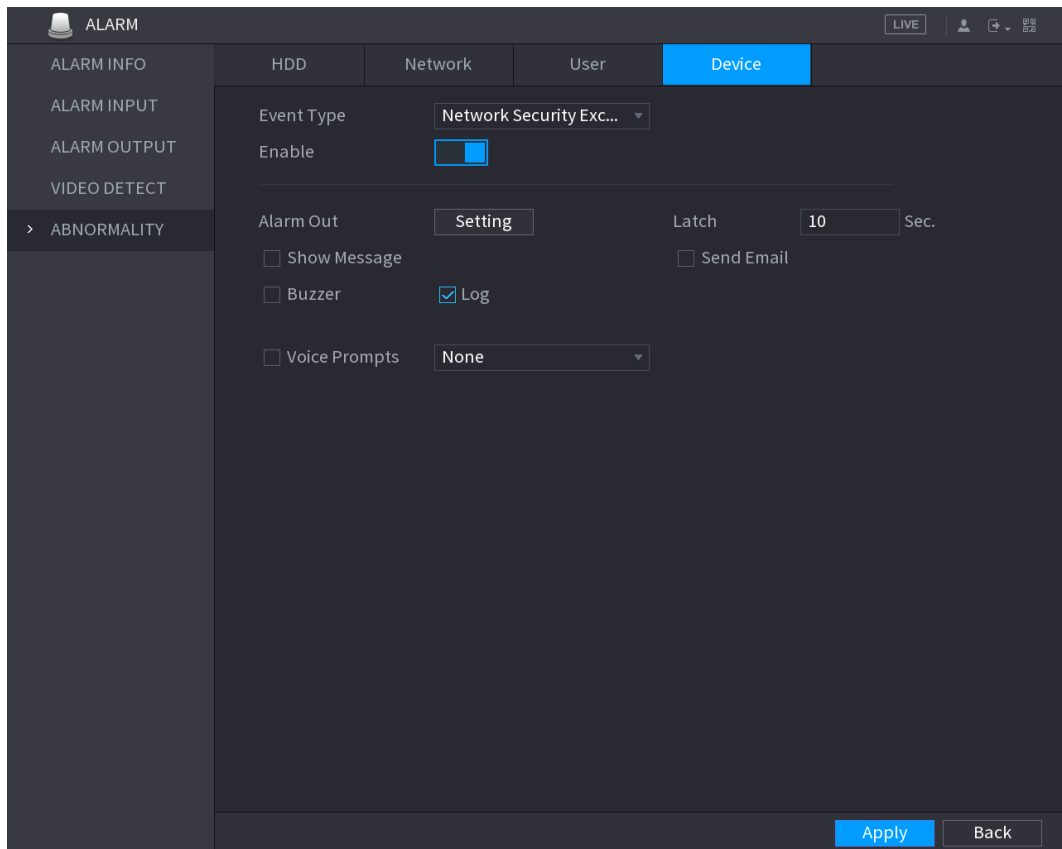 ALARM
LIVE
ALARM INFO
ALARM INPUT
ALARM OUTPUT
VIDEO DETECT
ABNORMALITY
HDD Network User Device
Event Type Network Security Exc...
Enable
Alarm Out Setting Latch 10 Sec.
Show Message Send Email
Buzzer Log
Voice Prompts None
Apply Back